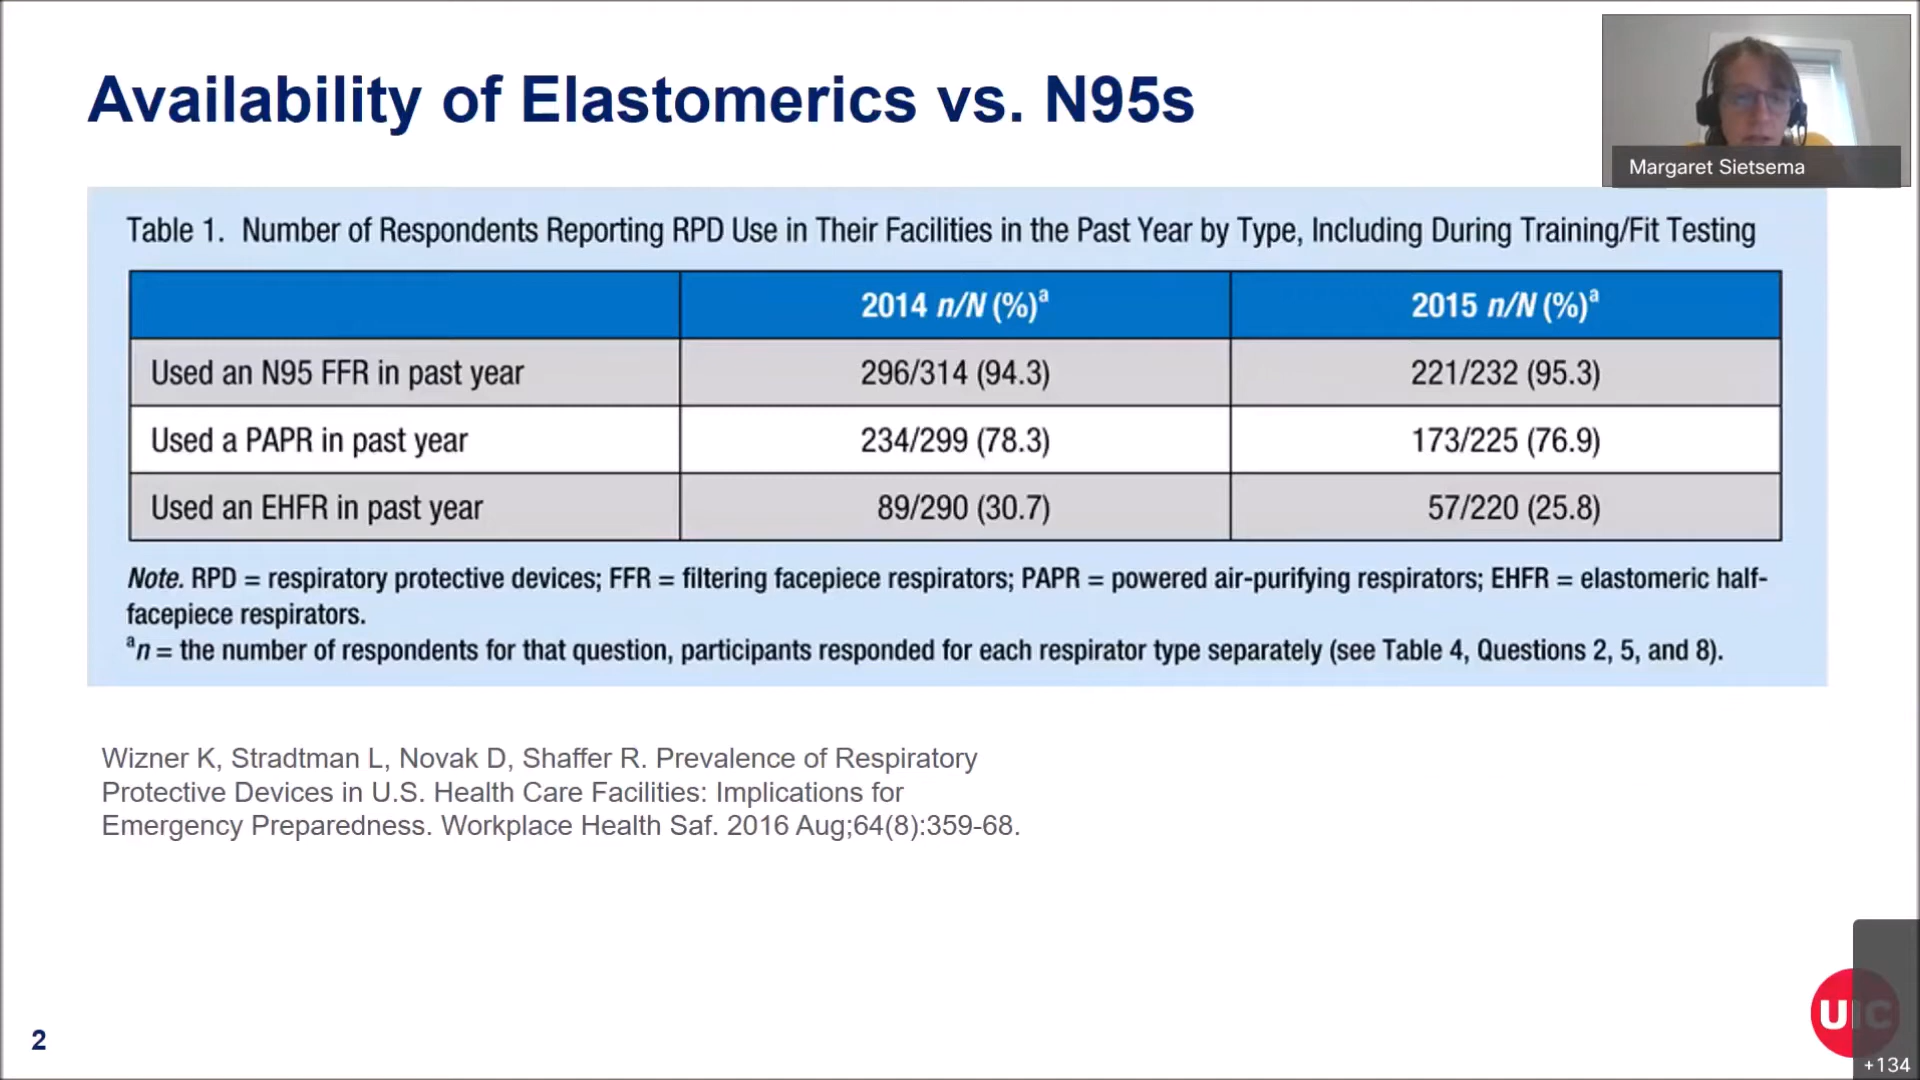 Availability of Elastomerics vs. N95s
Margaret Sietsema
Table 1. Number of Respondents Reporting RPD Use in Their Facilities in the Past Year by Type, Including During Training/Fit Testing
2014 n/N (%)a
2015 n/N (%)a
Used an N95 FFR in past year
296/314 (94.3)
221/232 (95.3)
Used a PAPR in past year
234/299 (78.3)
173/225 (76.9)
Used an EHFR in past year
89/290 (30.7)
57/220 (25.8)
Note. RPD = respiratory protective devices; FFR = filtering facepiece respirators; PAPR = powered air-purifying respirators; EHFR = elastomeric half-
facepiece respirators.
an = the number of respondents for that question, participants responded for each respirator type separately (see Table 4, Questions 2, 5, and 8).
Wizner K, Stradtman L, Novak D, Shaffer R. Prevalence of Respiratory
Protective Devices in U.S. Health Care Facilities: Implications for
Emergency Preparedness. Workplace Health Saf. 2016 Aug;64(8):359-68.
2
UIC
+134